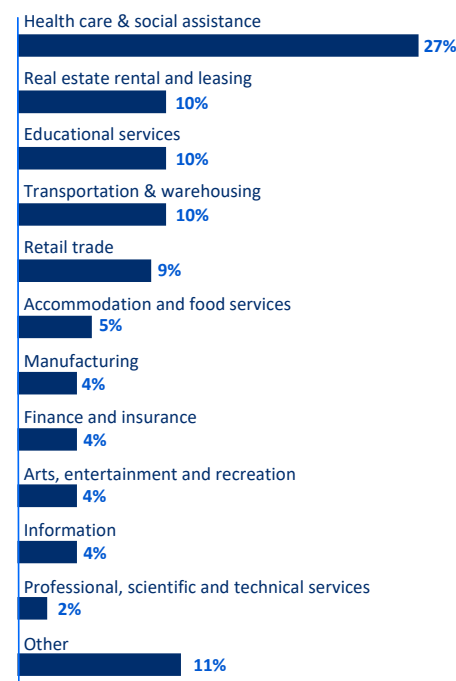 Health care & social assistance
27%
Real estate rental and leasing
10%
Educational services
10%
Transportation & warehousing
10%
Retail trade
9%
Accommodation and food services
5%
Manufacturing
4%
Finance and insurance
4%
Arts, entertainment and recreation
4%
Information
4%
Professional, scientific and technical services
2%
Other
11%